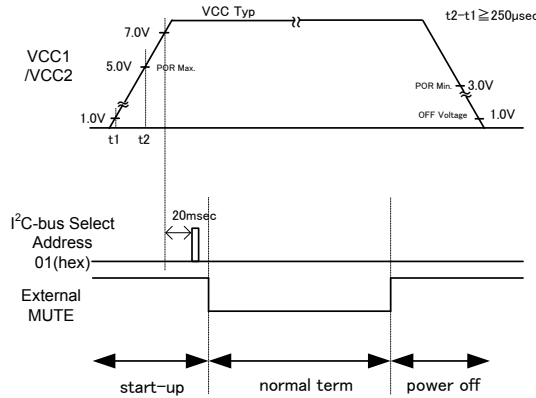 VCC Typ
t2-t1≧250μsec
7.0V
VCC1
/VCC2
5.0V
POR Max.
POR Min.
3.0V
1.0V
OFF Voltage
1.0V
t1
t2
20msec
I²C-bus Select
Address
01(hex)
External
MUTE
start-up
normal term
power off